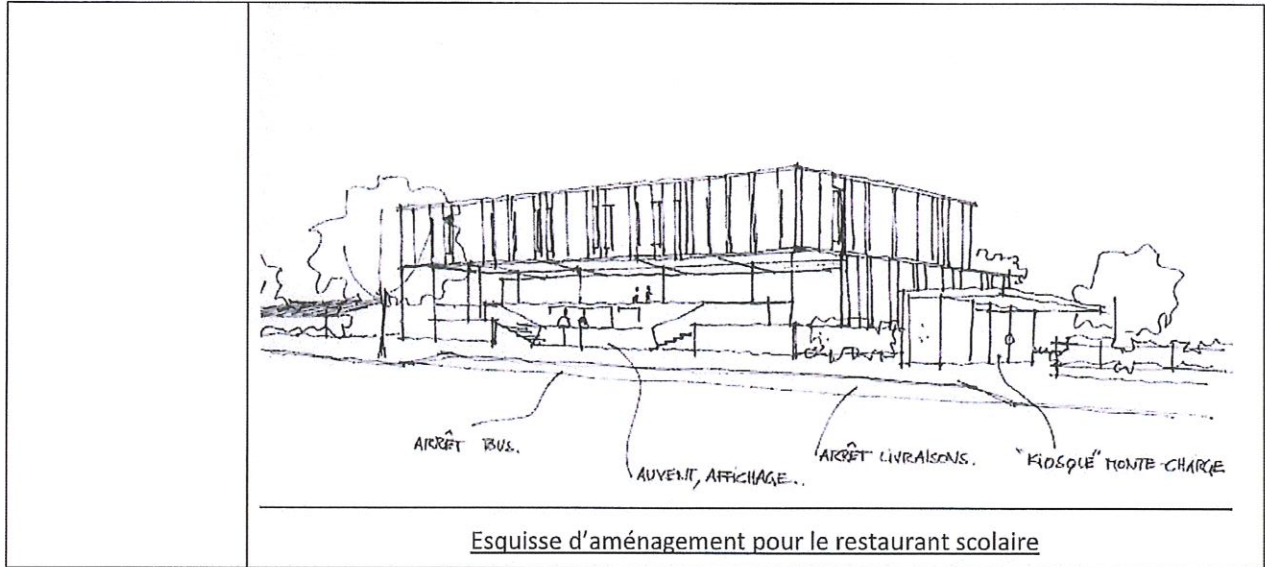 ARRÊT BUS.
AUVENT, AFFICHAGE..
ARRÊT LIVRAISONS.
"KIOSQUE" MONTE-CHARGE
Esquisse d'aménagement pour le restaurant scolaire